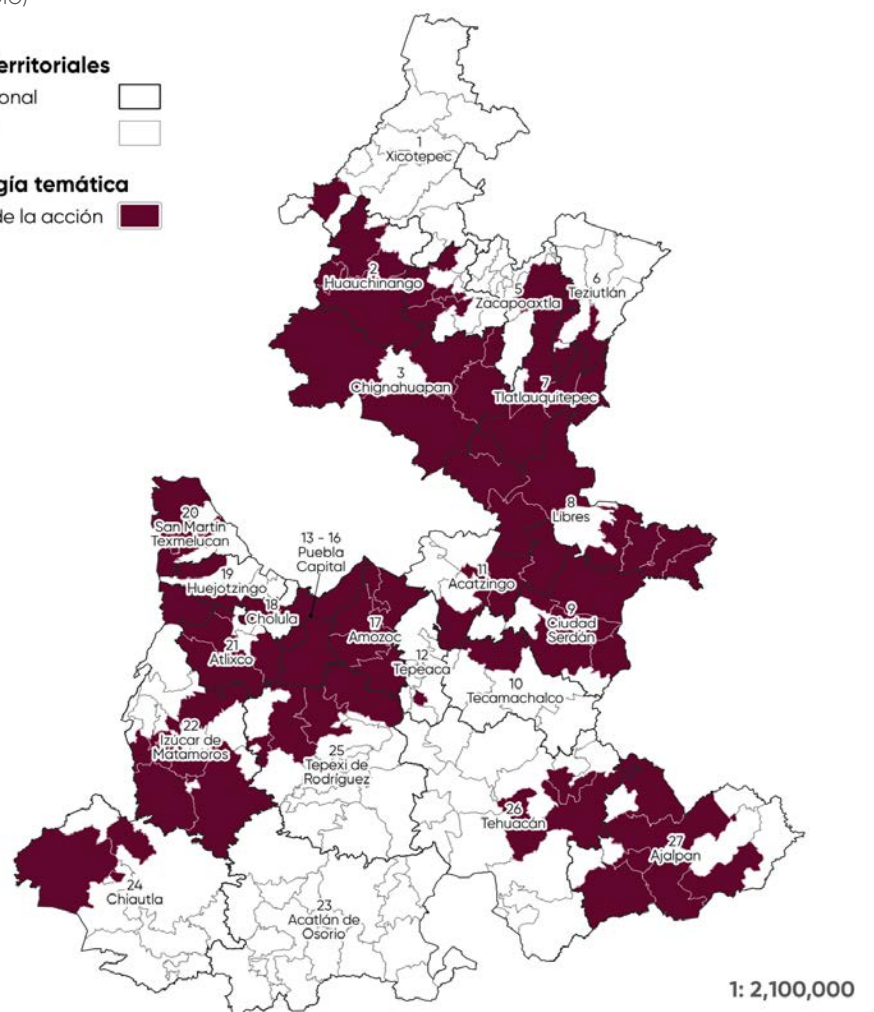 erritoriales
onal
gía temática
de la acción
1
Xicotepec
2
Huauchinango
5
Zacapoaxtla
6
Teziutlán
3
Chignahuapan
7
Tlatlauquitepec
8
Libres
20
San Martín
Texmelucan
13 - 16
Puebla
Capital
19
Huejotzingo
11
Acatzingo
18
Cholula
17
Amozoc
9
Ciudad
Serdán
21
Atlixco
12
Tepeaca
10
Tecamachalco
22
Izúcar de
Matamoros
25
Tepexi de
Rodríguez
26
Tehuacán
27
Ajalpan
24
Chiautla
23
Acatlán de
Osorio
1: 2,100,000